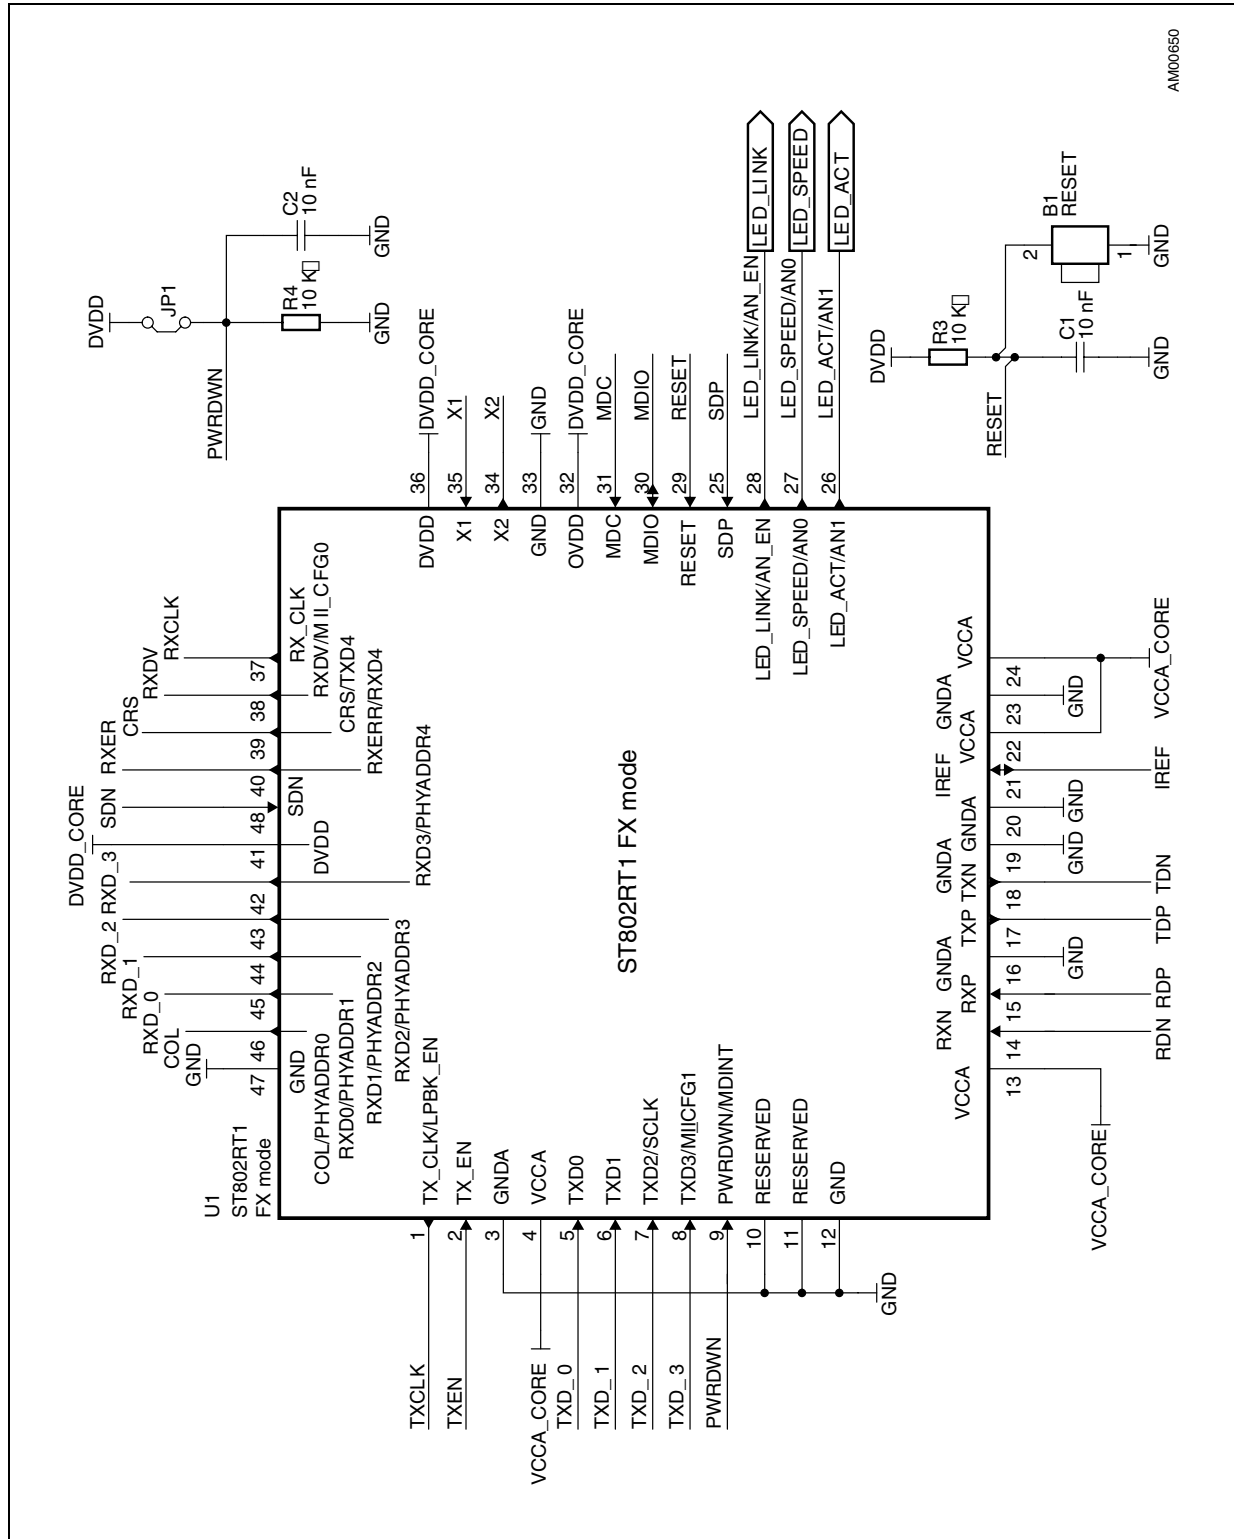 AM00650
DVDD
JP1
PWRDWN
R4
10 K□
GND
C2
10 nF
GND
DVDD
R3
10 K□
RESET
C1
10 nF
GND
B1
RESET
2
1
GND
U1
ST802RT1
FX mode
ST802RT1 FX mode
TXCLK
1
TX_CLK/LPBK_EN
TXEN
2
TX_EN
3
GNDA
VCCA_CORE
4
VCCA
TXD_0
5
TXD0
TXD_1
6
TXD1
TXD_2
7
TXD2/SCLK
TXD_3
8
TXD3/MIICFG1
PWRDWN
9
PWRDWN/MDINT
10
RESERVED
11
RESERVED
12
GND
GND
VCCA_CORE
13
VCCA
RDN
14
RXN
RDP
15
RXP
GND
16
GNDA
TDP
17
TXP
TDN
18
TXN
GND
19
GNDA
GND
20
GNDA
IREF
21
IREF
22
VCCA
GND
23
GNDA
24
VCCA
VCCA_CORE
LED_ACT/AN1
26
LED_ACT/AN1
LED_ACT
LED_SPEED/AN0
27
LED_SPEED/AN0
LED_SPEED
LED_LINK/AN_EN
28
LED_LINK/AN_EN
LED_LINK
SDP
25
SDP
RESET
29
RESET
MDIO
30
MDIO
MDC
31
MDC
OVDD
32
DVDD_CORE
GND
33
GND
X2
34
X2
X1
35
X1
DVDD
36
DVDD_CORE
RXCLK
37
RX_CLK
RXDV
38
RXDV/MII_CFG0
CRS
39
CRS/TXD4
RXER
40
RXERR/RXD4
SDN
48
SDN
DVDD_CORE
41
DVDD
RXD_3
42
RXD3/PHYADDR4
RXD_2
43
RXD2/PHYADDR3
RXD_1
44
RXD1/PHYADDR2
RXD_0
45
RXD0/PHYADDR1
COL
46
COL/PHYADDR0
GND
47
GND